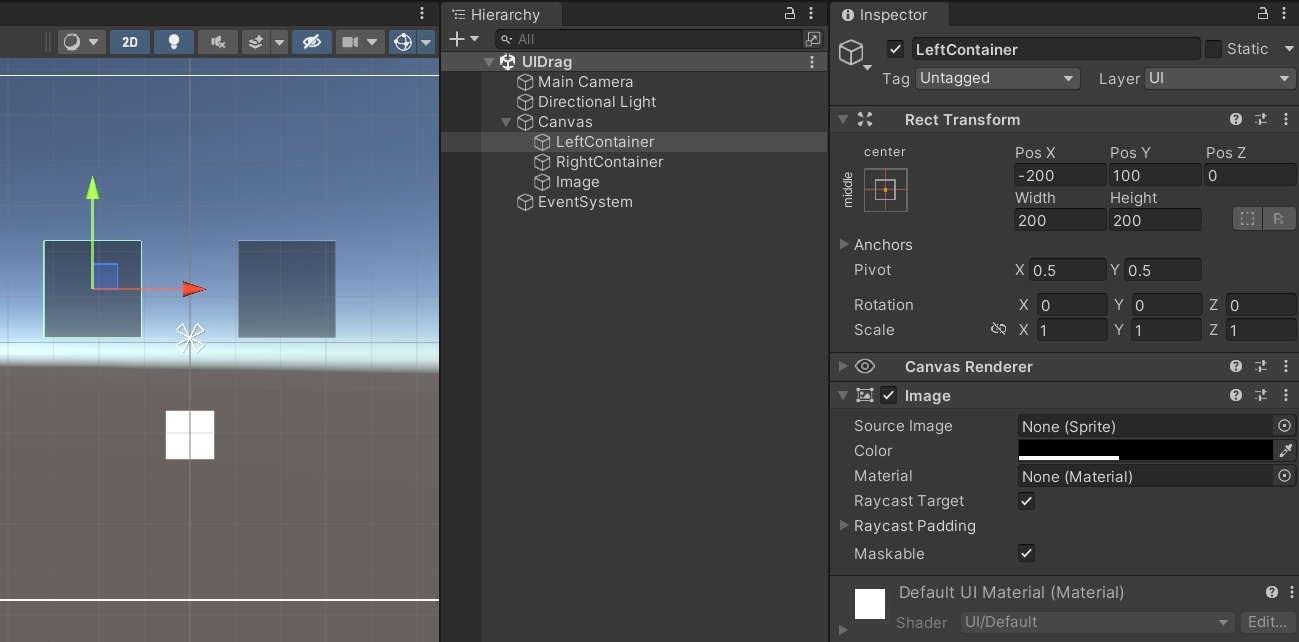 2D
Hierarchy
All
UIDrag
Main Camera
Directional Light
Canvas
LeftContainer
RightContainer
Image
EventSystem
Inspector
LeftContainer
Static
Tag Untagged Layer UI
Rect Transform
center
middle
Pos X Pos Y Pos Z
-200 100 0
Width Height
200 200
R
Anchors
Pivot X 0.5 Y 0.5
Rotation X 0 Y 0 Z 0
Scale X 1 Y 1 Z 1
Canvas Renderer
Image
Source Image None (Sprite)
Color
Material None (Material)
Raycast Target
Raycast Padding
Maskable
Default UI Material (Material)
Shader UI/Default Edit...